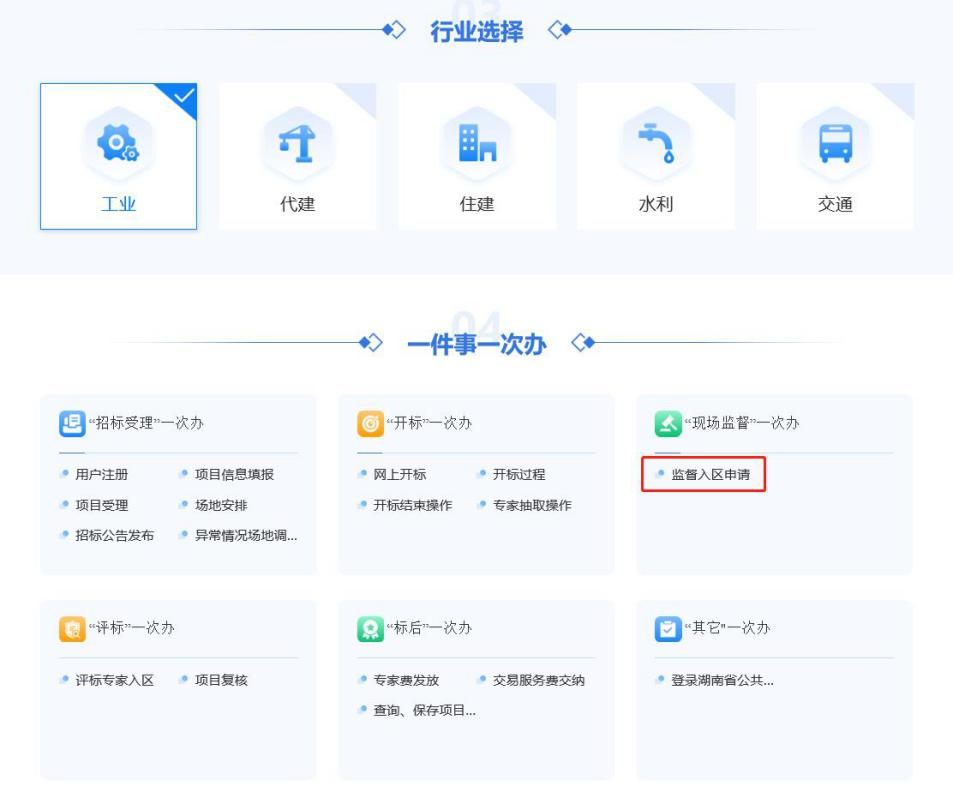 03
行业选择
工业
代建
住建
水利
交通
04
一件事一次办
“招标受理”一次办
用户注册
项目信息填报
项目受理
场地安排
招标公告发布
异常情况场地调...
“开标”一次办
网上开标
开标过程
开标结束操作
专家抽取操作
“现场监督”一次办
监督入区申请
“评标”一次办
评标专家入区
项目复核
“标后”一次办
专家费发放
交易服务费交纳
查询、保存项目...
“其它"一次办
登录湖南省公共...